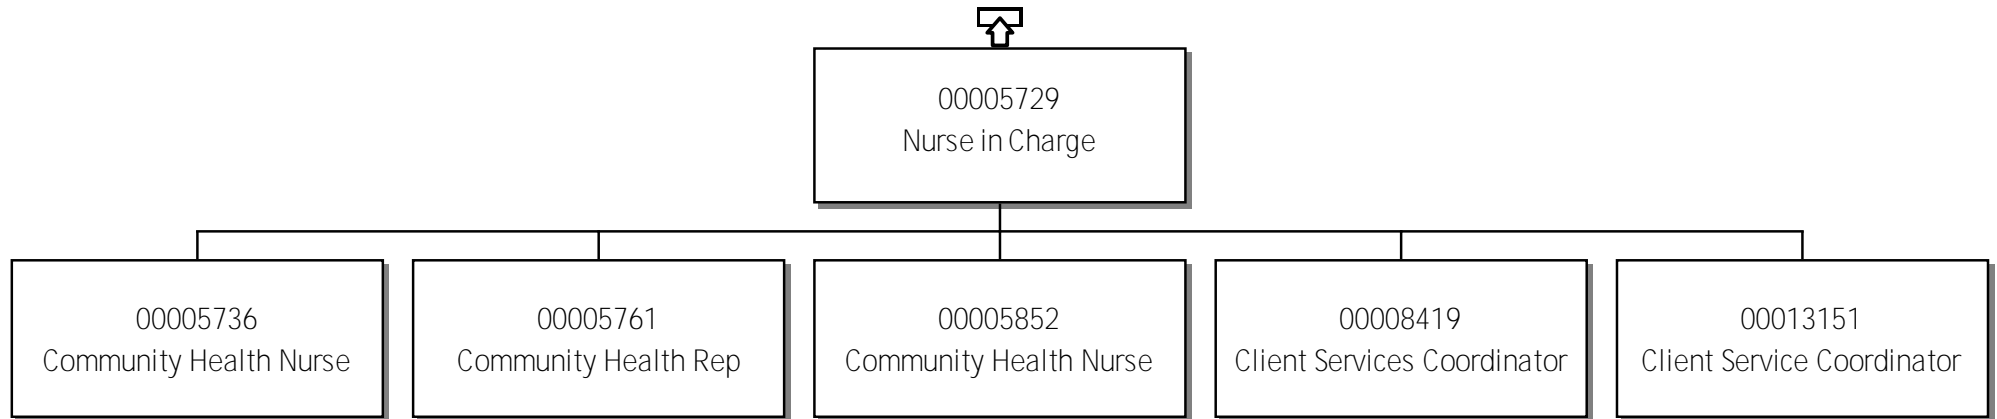 00005729
Nurse in Charge
00005736
Community Health Nurse
00005761
Community Health Rep
00005852
Community Health Nurse
00008419
Client Services Coordinator
00013151
Client Service Coordinator